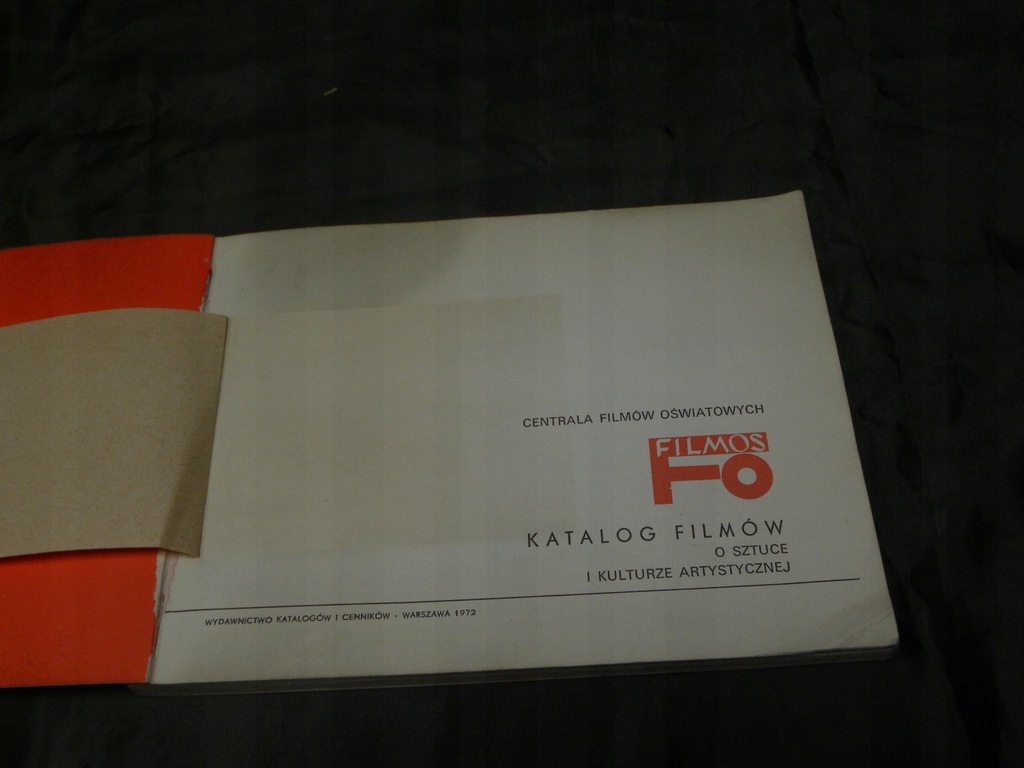 CENTRALA FILMÓW OŚWIATOWYCH
FILMOS
FO
KATALOG FILMÓW
O SZTUCE
I KULTURZE ARTYSTYCZNEJ
WYDAWNICTWO KATALOGÓW I CENNIKÓW - WARSZAWA 1972